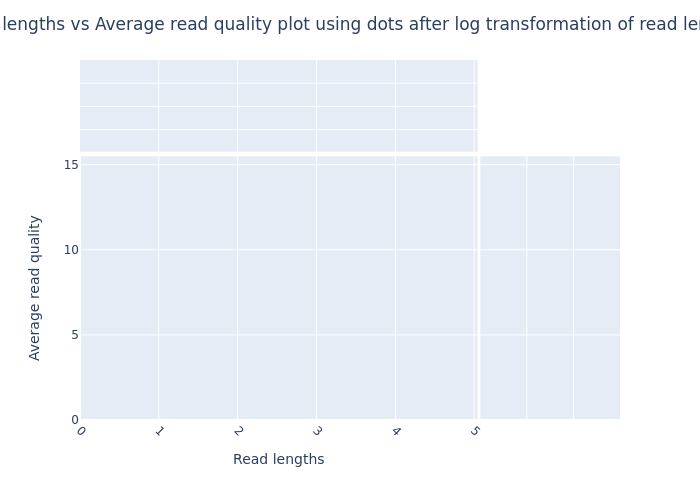 lengths vs Average read quality plot using dots after log transformation of read
Average read quality
15
10
5
0
0 1 2 3 4 5
Read lengths